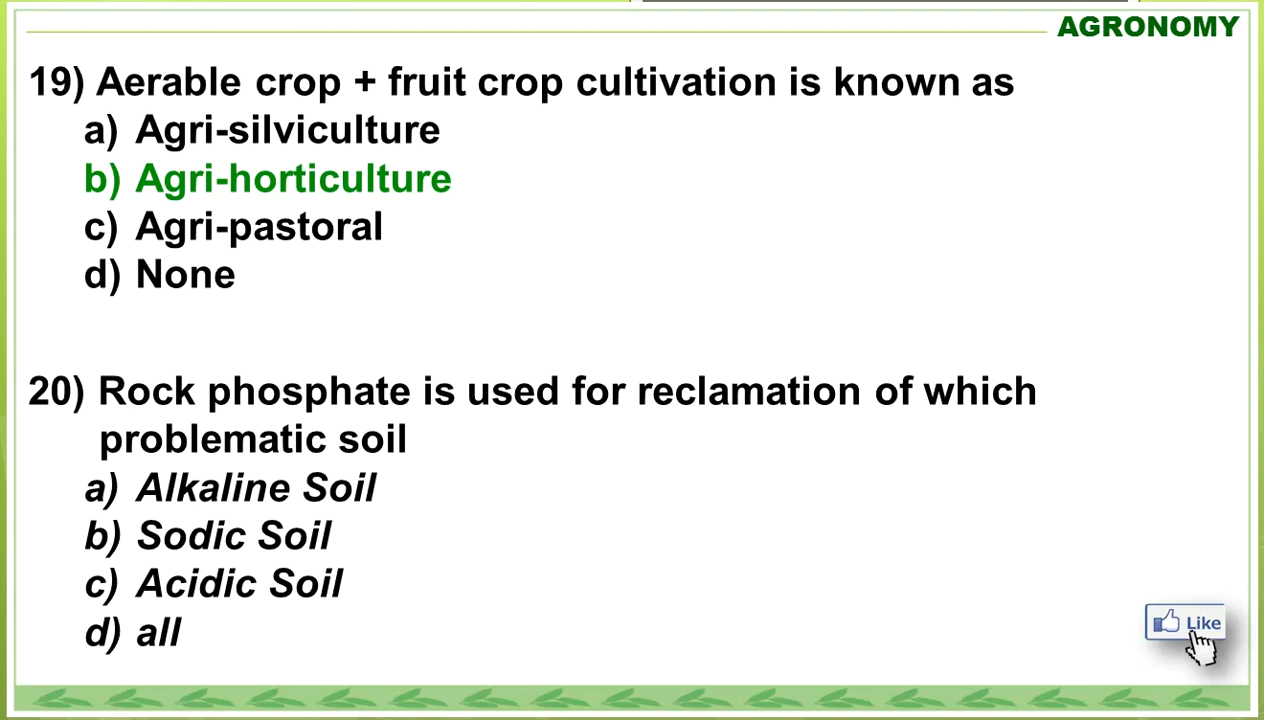 AGRONOMY
19) Aerable crop + fruit crop cultivation is known as
a) Agri-silviculture
b) Agri-horticulture
c) Agri-pastoral
d) None
20) Rock phosphate is used for reclamation of which
problematic soil
a) Alkaline Soil
b) Sodic Soil
c) Acidic Soil
d) all
Like